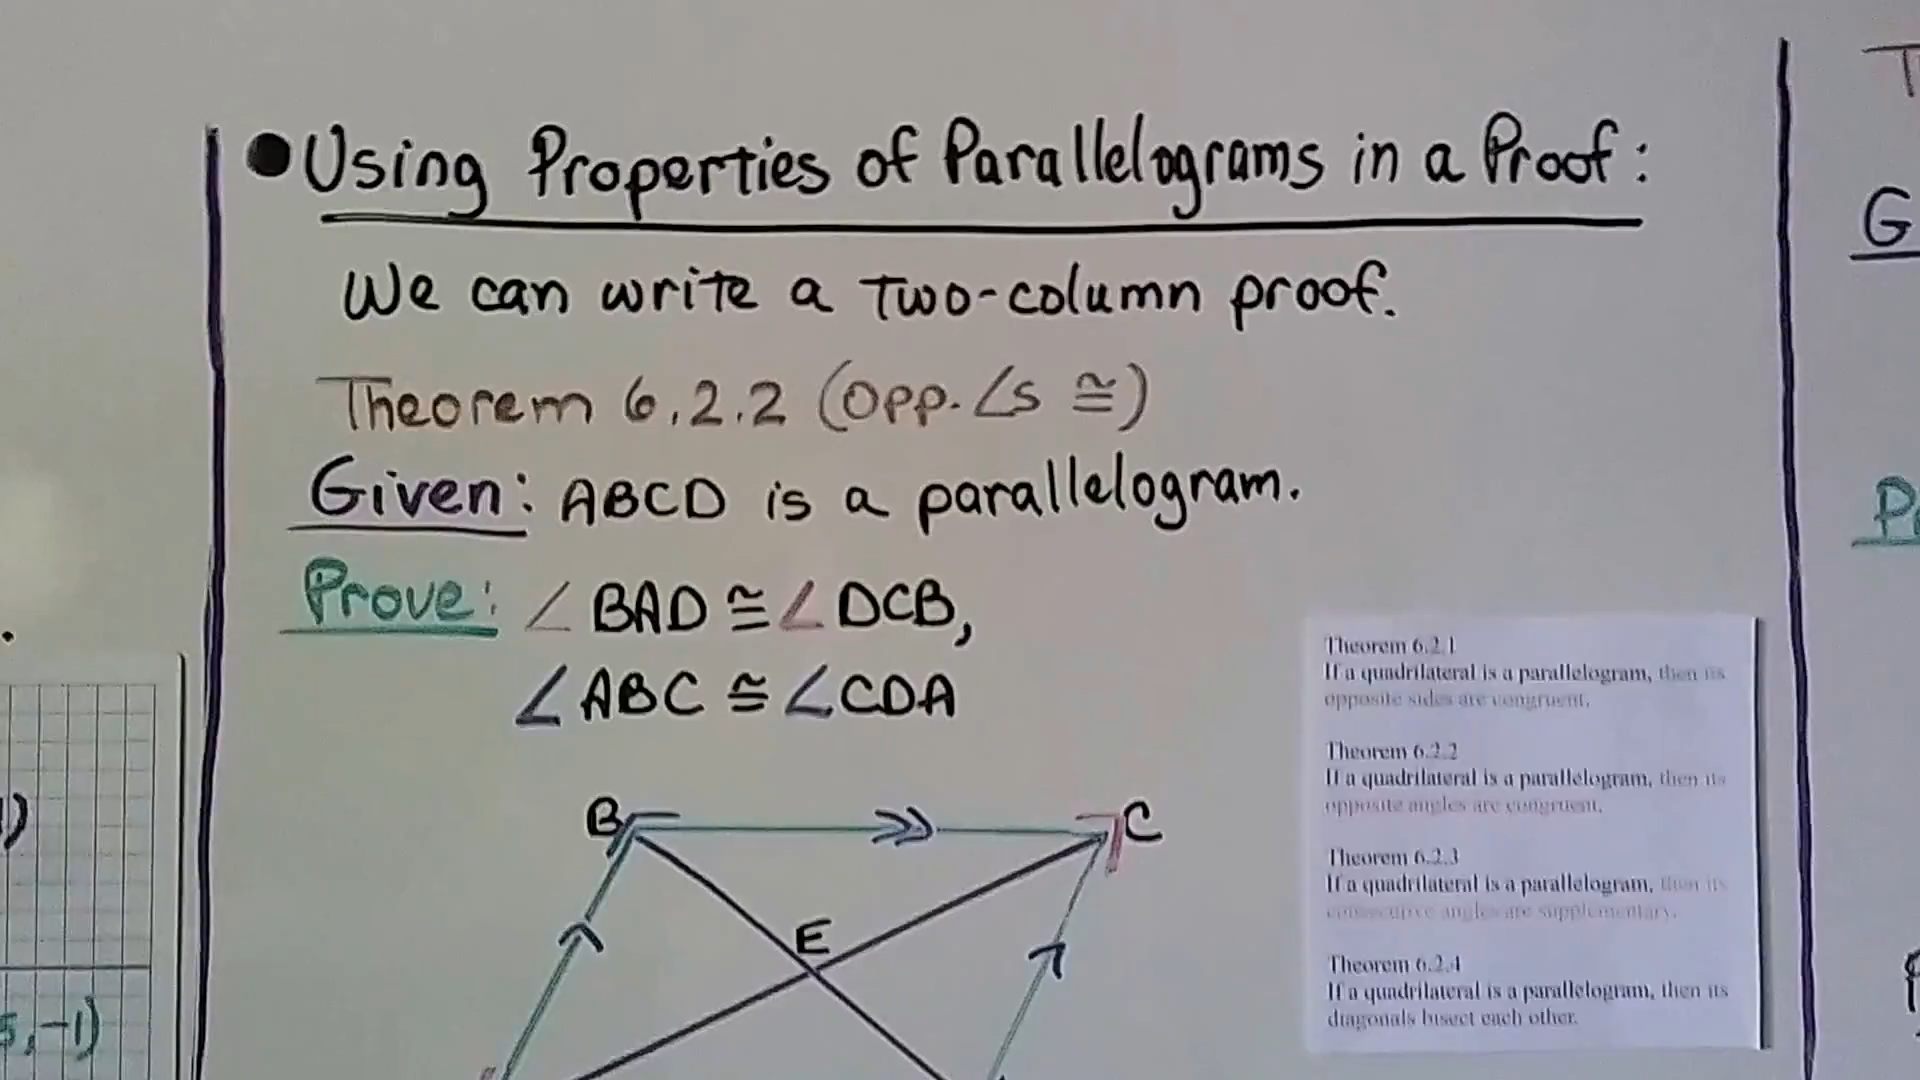 Using Properties of Parallelograms in a Proof:
We can write a two-column proof.
Theorem 6.2.2 (Opp. ∠s ≅)
Given: ABCD is a parallelogram.
Prove: ∠BAD ≅ ∠DCB,
∠ABC ≅ ∠CDA
B
C
E
Theorem 6.2.1
If a quadrilateral is a parallelogram, then its
opposite sides are congruent.
Theorem 6.2.2
If a quadrilateral is a parallelogram, then its
opposite angles are congruent.
Theorem 6.2.3
If a quadrilateral is a parallelogram, then its
consecutive angles are supplementary.
Theorem 6.2.4
If a quadrilateral is a parallelogram, then its
diagonals bisect each other.
, -1)
T
G
P